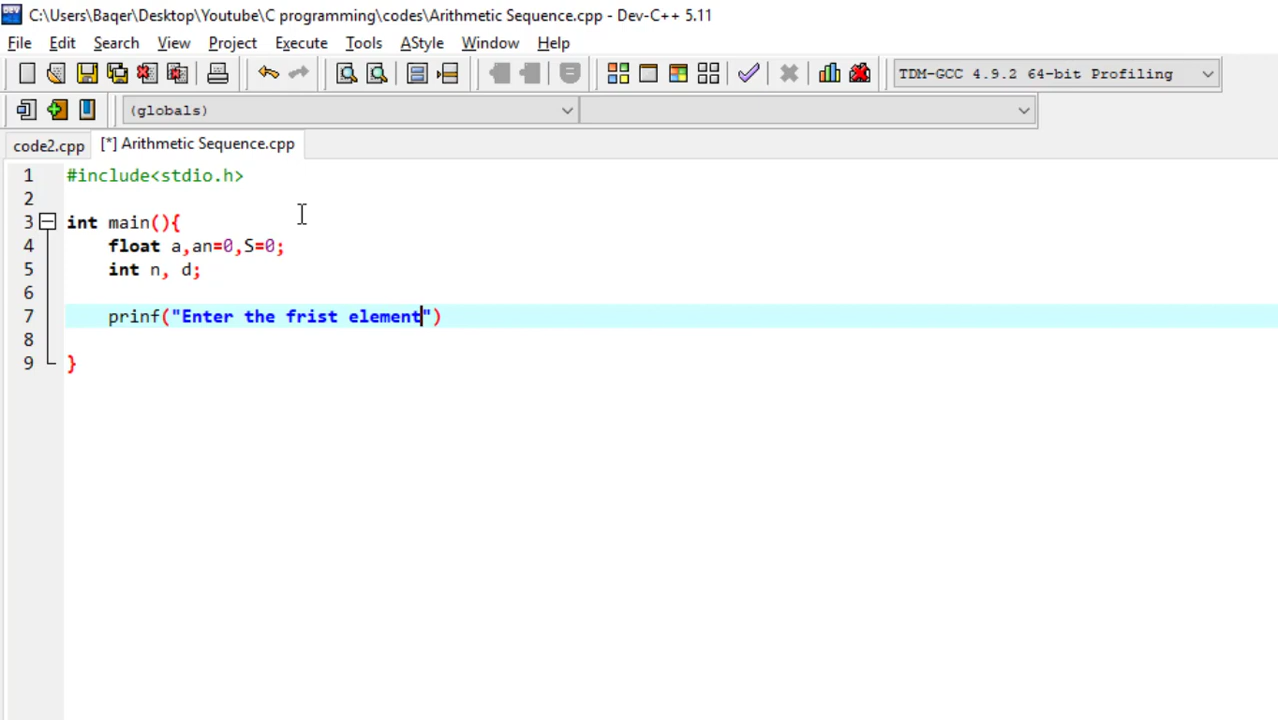 C:\Users\Baqer\Desktop\Youtube\C programming\codes\Arithmetic Sequence.cpp - Dev-C++ 5.11
File Edit Search View Project Execute Tools AStyle Window Help
TDM-GCC 4.9.2 64-bit Profiling
(globals)
code2.cpp [*] Arithmetic Sequence.cpp
1 #include<stdio.h>
2
3 int main(){
4 float a,an=0,S=0;
5 int n, d;
6
7 prinf("Enter the frist element")
8
9 }